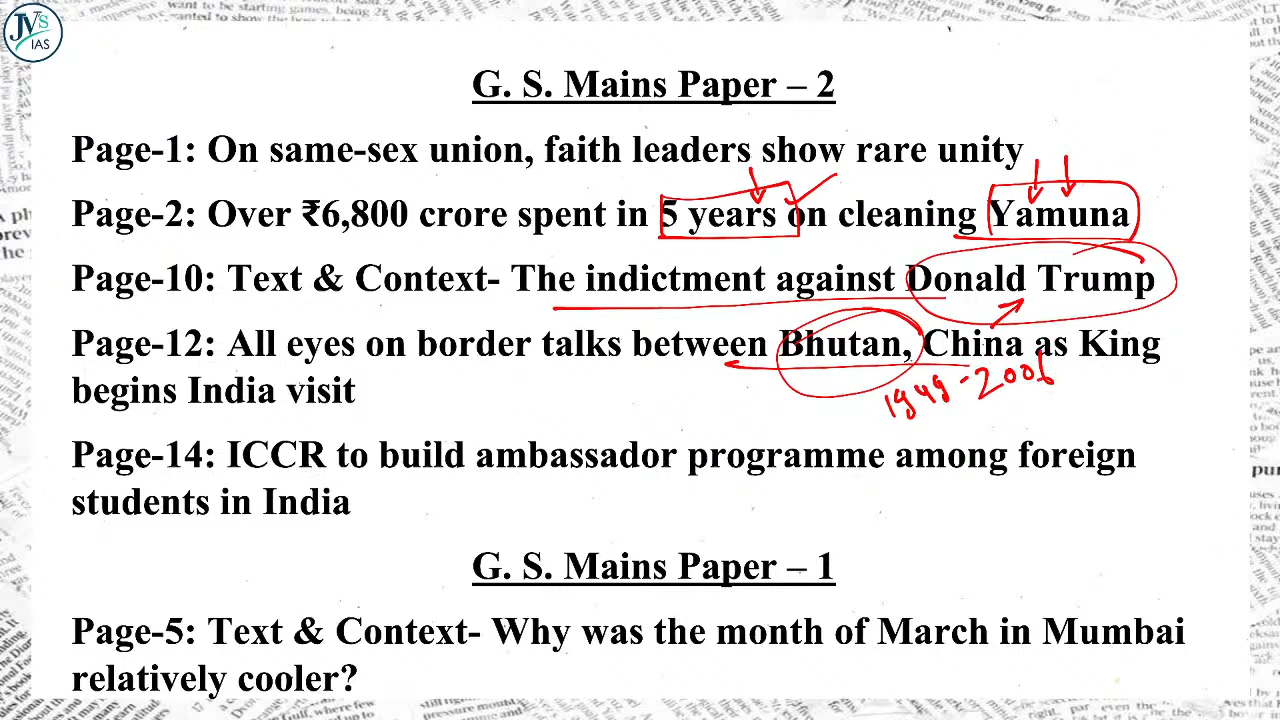 JVS
IAS
G. S. Mains Paper – 2
Page-1: On same-sex union, faith leaders show rare unity
Page-2: Over ₹6,800 crore spent in 5 years on cleaning Yamuna
Page-10: Text & Context- The indictment against Donald Trump
Page-12: All eyes on border talks between Bhutan, China as King
begins India visit
1949-2006
Page-14: ICCR to build ambassador programme among foreign
students in India
G. S. Mains Paper – 1
Page-5: Text & Context- Why was the month of March in Mumbai
relatively cooler?